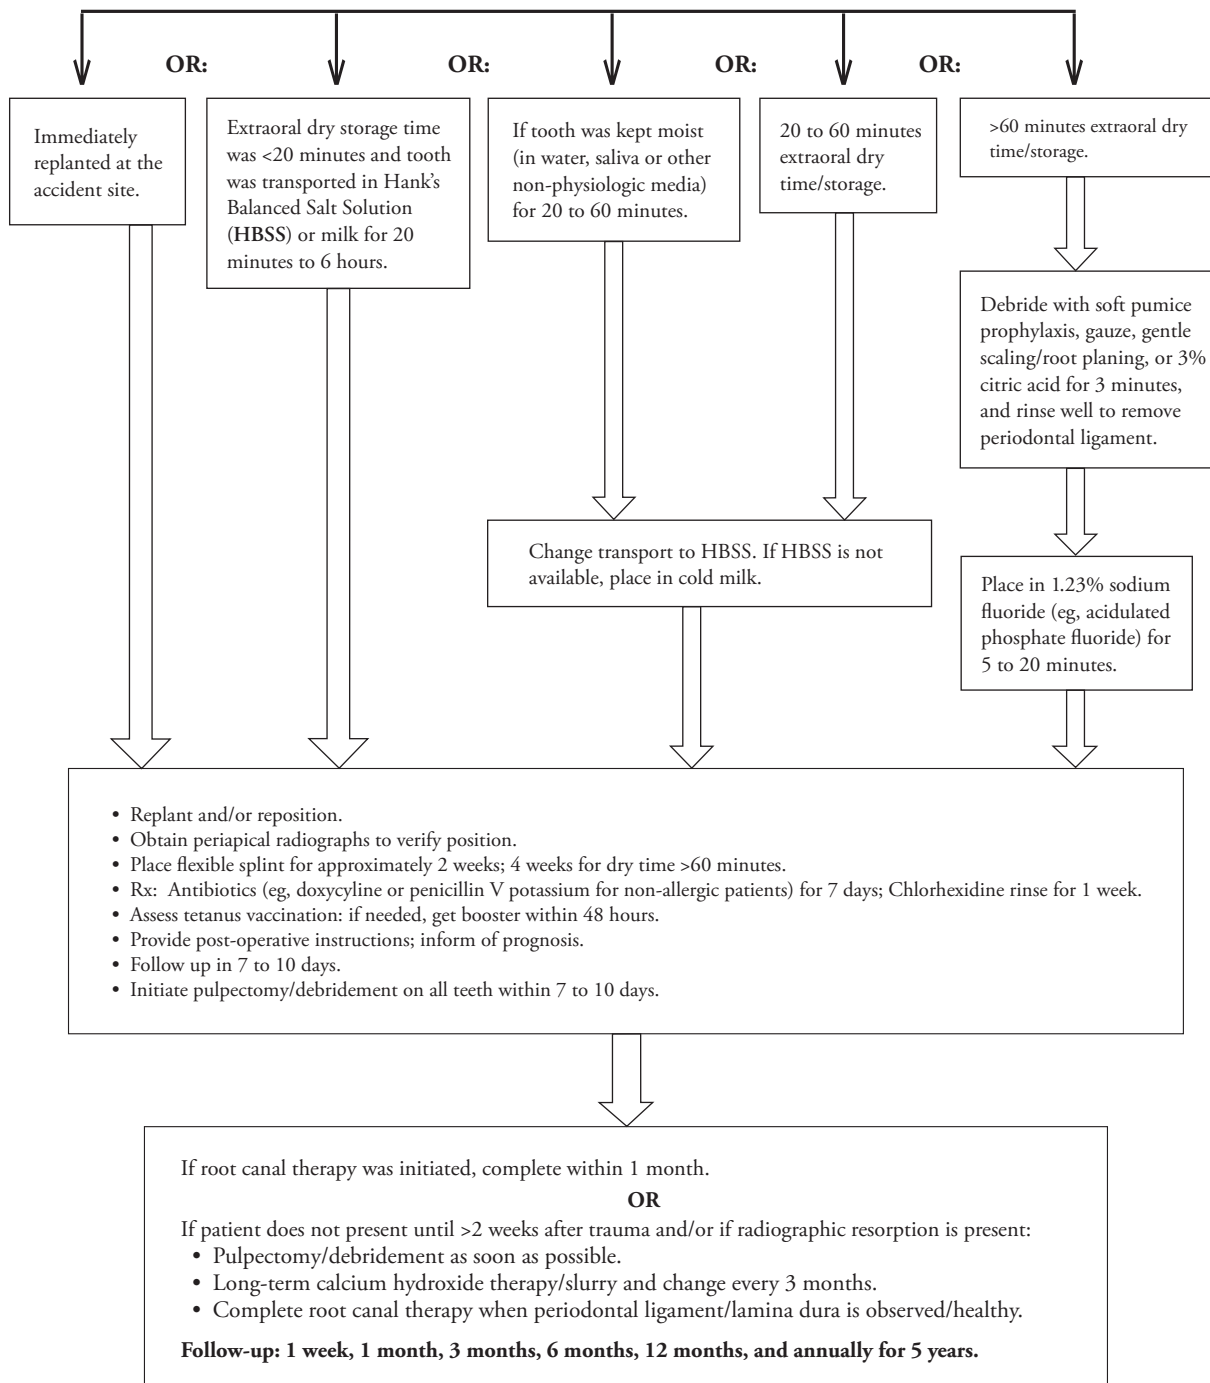 OR:
OR:
OR:
OR:
Immediately
replanted at the
accident site.
Extraoral dry storage time
was <20 minutes and tooth
was transported in Hank's
Balanced Salt Solution
(HBSS) or milk for 20
minutes to 6 hours.
If tooth was kept moist
(in water, saliva or other
non-physiologic media)
for 20 to 60 minutes.
20 to 60 minutes
extraoral dry
time/storage.
>60 minutes extraoral dry
time/storage.
Debride with soft pumice
prophylaxis, gauze, gentle
scaling/root planing, or 3%
citric acid for 3 minutes,
and rinse well to remove
periodontal ligament.
Change transport to HBSS. If HBSS is not
available, place in cold milk.
Place in 1.23% sodium
fluoride (eg, acidulated
phosphate fluoride) for
5 to 20 minutes.
• Replant and/or reposition.
• Obtain periapical radiographs to verify position.
• Place flexible splint for approximately 2 weeks; 4 weeks for dry time >60 minutes.
• Rx: Antibiotics (eg, doxycyline or penicillin V potassium for non-allergic patients) for 7 days; Chlorhexidine rinse for 1 week.
• Assess tetanus vaccination: if needed, get booster within 48 hours.
• Provide post-operative instructions; inform of prognosis.
• Follow up in 7 to 10 days.
• Initiate pulpectomy/debridement on all teeth within 7 to 10 days.
If root canal therapy was initiated, complete within 1 month.
OR
If patient does not present until >2 weeks after trauma and/or if radiographic resorption is present:
• Pulpectomy/debridement as soon as possible.
• Long-term calcium hydroxide therapy/slurry and change every 3 months.
• Complete root canal therapy when periodontal ligament/lamina dura is observed/healthy.
Follow-up: 1 week, 1 month, 3 months, 6 months, 12 months, and annually for 5 years.